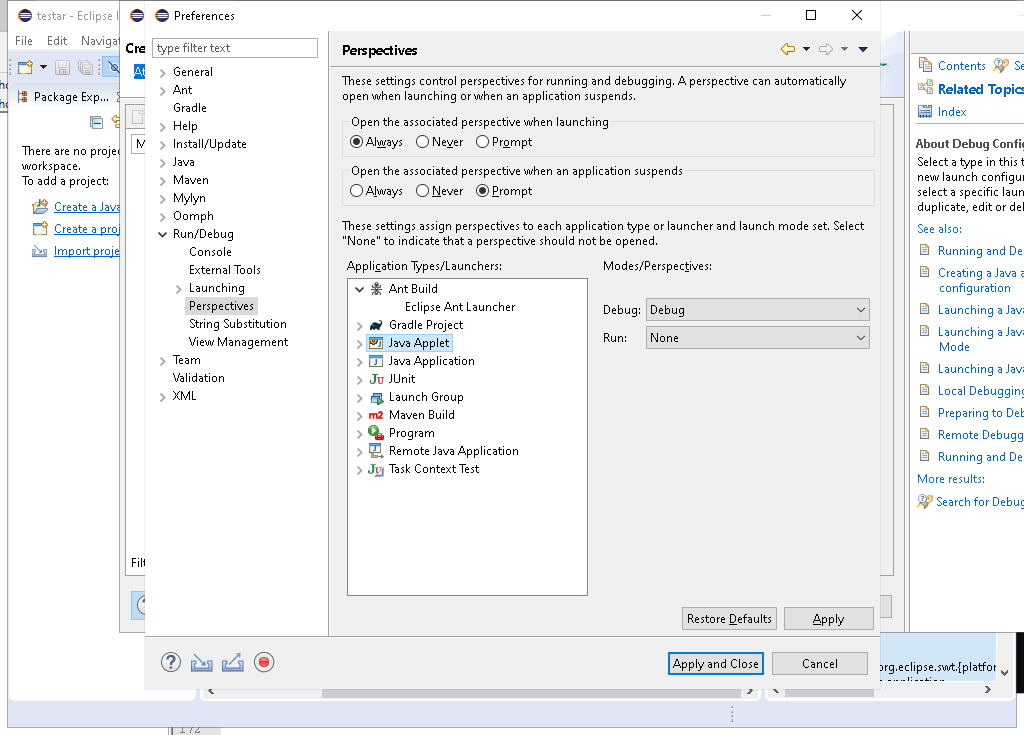 testar - Eclipse I
File Edit Navigat
Package Exp...
There are no projec
workspace.
To add a project:
Create a Java
Create a proj
Import proje
Cre
Filt
Preferences
type filter text
General
Ant
Gradle
Help
Install/Update
Java
Maven
Mylyn
Oomph
Run/Debug
Console
External Tools
Launching
Perspectives
String Substitution
View Management
Team
Validation
XML
Perspectives
These settings control perspectives for running and debugging. A perspective can automatically
open when launching or when an application suspends.
Open the associated perspective when launching
Always Never Prompt
Open the associated perspective when an application suspends
Always Never Prompt
These settings assign perspectives to each application type or launcher and launch mode set. Select
"None" to indicate that a perspective should not be opened.
Application Types/Launchers:
Ant Build
Eclipse Ant Launcher
Gradle Project
Java Applet
Java Application
JUnit
Launch Group
Maven Build
Program
Remote Java Application
Task Context Test
Modes/Perspectives:
Debug: Debug
Run: None
Restore Defaults Apply
Apply and Close Cancel
Contents Se
Related Topics
Index
About Debug Config
Select a type in this t
new launch configur
select a specific laun
duplicate, edit or del
See also:
Running and De
Creating a Java a
configuration
Launching a Java
Launching a Java
Mode
Launching a Java
Local Debugging
Preparing to Deb
Remote Debugg
Running and De
More results:
Search for Debug
org.eclipse.swt.{platfor
application
172